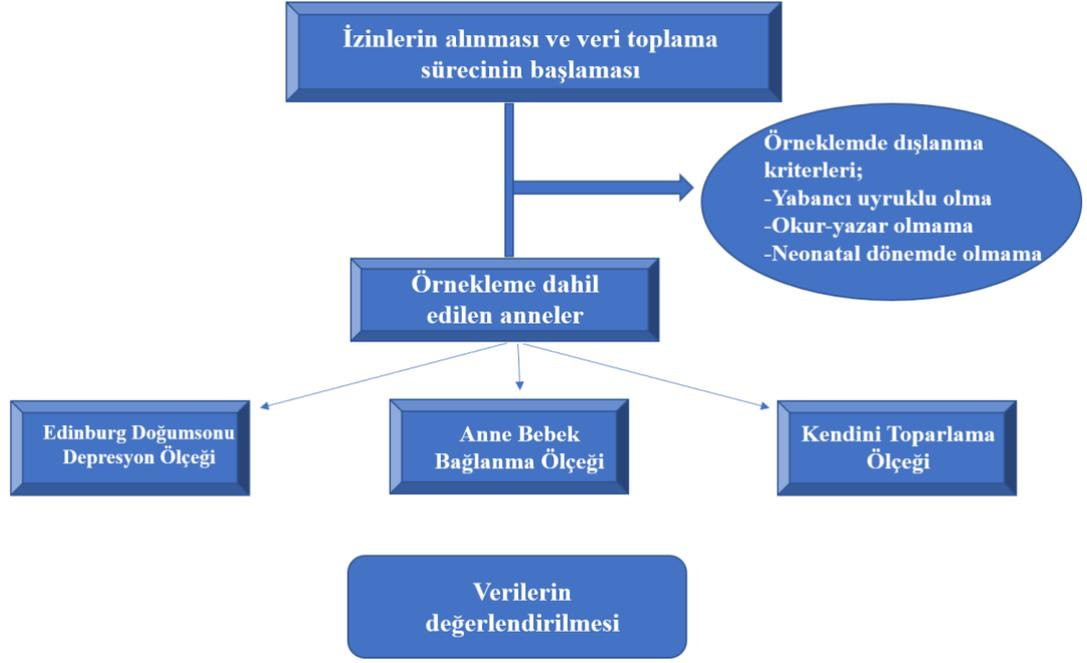 İzinlerin alınması ve veri toplama
sürecinin başlaması
Örneklemde dışlanma
kriterleri;
-Yabancı uyruklu olma
-Okur-yazar olmama
-Neonatal dönemde olmama
Örnekleme dahil
edilen anneler
Edinburg Doğumsonu
Depresyon Ölçeği
Anne Bebek
Bağlanma Ölçeği
Kendini Toparlama
Ölçeği
Verilerin
değerlendirilmesi